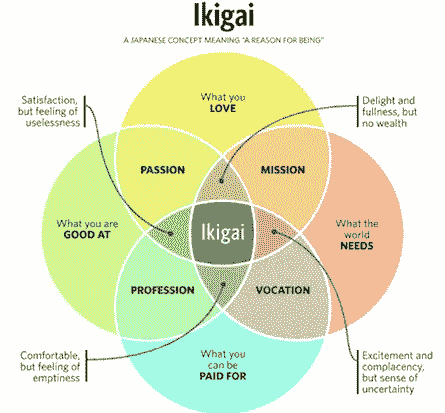 Ikigai
A JAPANESE CONCEPT MEANING "A REASON FOR BEING"
Satisfaction,
but feeling of
uselessness
What you
LOVE
Delight and
fullness, but
no wealth
PASSION
MISSION
What you are
GOOD AT
Ikigai
What the
world
NEEDS
PROFESSION
VOCATION
Comfortable,
but feeling of
emptiness
What you
can be
PAID FOR
Excitement and
complacency,
but sense of
uncertainty